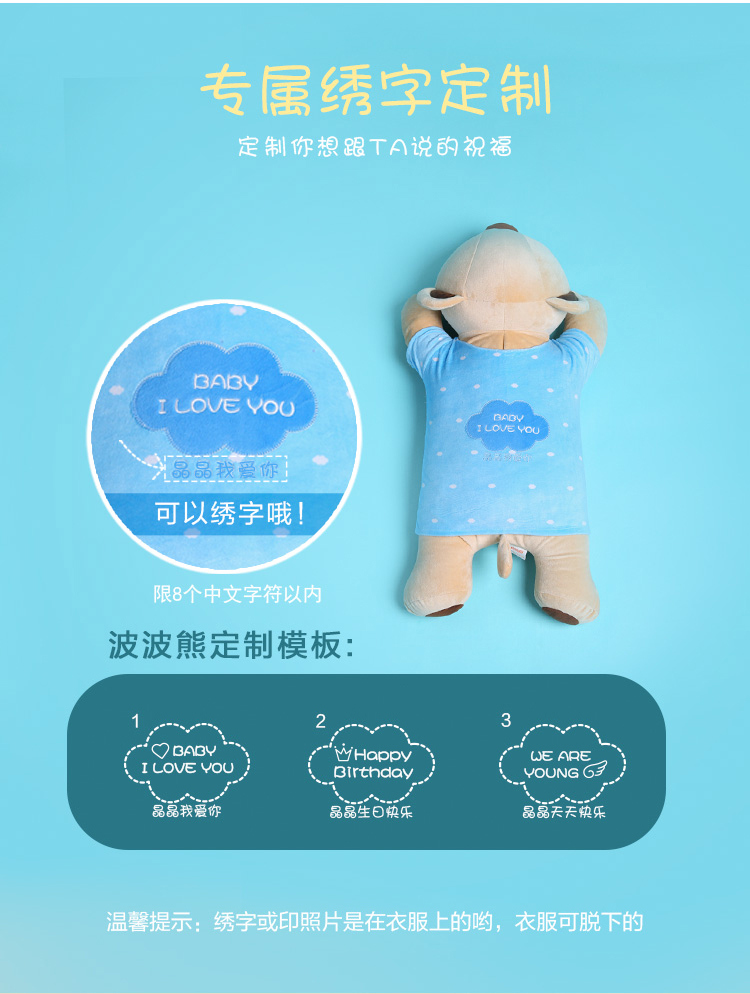 专属绣字定制
定制你想跟TA说的祝福
BABY
I LOVE YOU
晶晶我爱你
可以绣字哦！
限8个中文字符以内
BABY
I LOVE YOU
波波熊定制模板：
1
BABY
I LOVE YOU
晶晶我爱你
2
Happy
Birthday
晶晶生日快乐
3
WE ARE
YOUNG
晶晶天天快乐
温馨提示：绣字或印照片是在衣服上的哟，衣服可脱下的